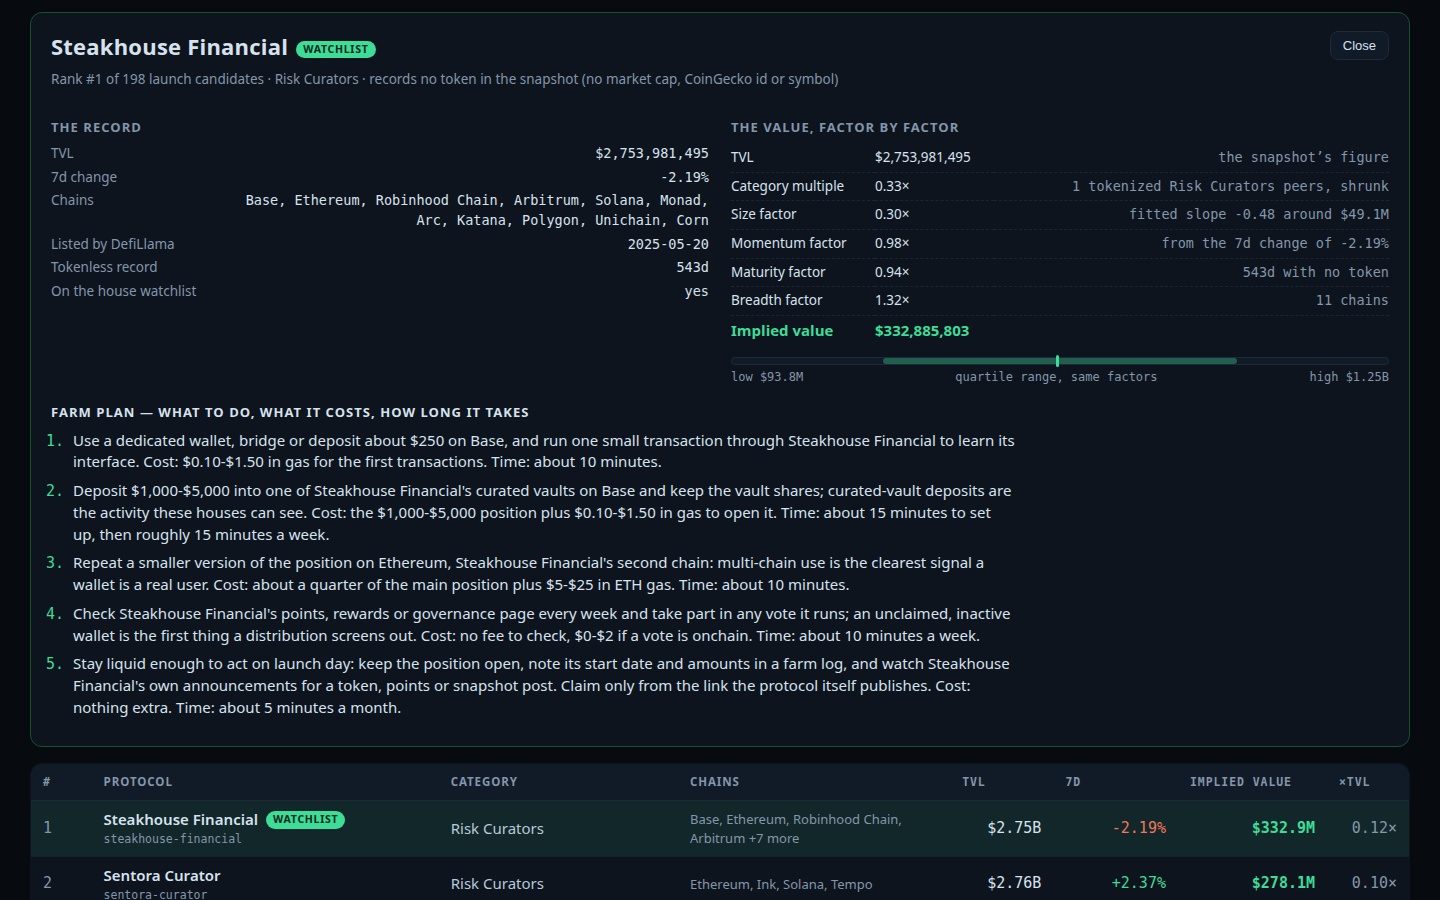 Steakhouse Financial WATCHLIST
Close
Rank #1 of 198 launch candidates · Risk Curators · records no token in the snapshot (no market cap, CoinGecko id or symbol)
THE RECORD
TVL $2,753,981,495
7d change -2.19%
Chains Base, Ethereum, Robinhood Chain, Arbitrum, Solana, Monad,
Arc, Katana, Polygon, Unichain, Corn
Listed by DefiLlama 2025-05-20
Tokenless record 543d
On the house watchlist yes
THE VALUE, FACTOR BY FACTOR
TVL $2,753,981,495 the snapshot’s figure
Category multiple 0.33× 1 tokenized Risk Curators peers, shrunk
Size factor 0.30× fitted slope -0.48 around $49.1M
Momentum factor 0.98× from the 7d change of -2.19%
Maturity factor 0.94× 543d with no token
Breadth factor 1.32× 11 chains
Implied value $332,885,803
low $93.8M quartile range, same factors high $1.25B
FARM PLAN — WHAT TO DO, WHAT IT COSTS, HOW LONG IT TAKES
1. Use a dedicated wallet, bridge or deposit about $250 on Base, and run one small transaction through Steakhouse Financial to learn its
interface. Cost: $0.10-$1.50 in gas for the first transactions. Time: about 10 minutes.
2. Deposit $1,000-$5,000 into one of Steakhouse Financial's curated vaults on Base and keep the vault shares; curated-vault deposits are
the activity these houses can see. Cost: the $1,000-$5,000 position plus $0.10-$1.50 in gas to open it. Time: about 15 minutes to set
up, then roughly 15 minutes a week.
3. Repeat a smaller version of the position on Ethereum, Steakhouse Financial's second chain: multi-chain use is the clearest signal a
wallet is a real user. Cost: about a quarter of the main position plus $5-$25 in ETH gas. Time: about 10 minutes.
4. Check Steakhouse Financial's points, rewards or governance page every week and take part in any vote it runs; an unclaimed, inactive
wallet is the first thing a distribution screens out. Cost: no fee to check, $0-$2 if a vote is onchain. Time: about 10 minutes a week.
5. Stay liquid enough to act on launch day: keep the position open, note its start date and amounts in a farm log, and watch Steakhouse
Financial's own announcements for a token, points or snapshot post. Claim only from the link the protocol itself publishes. Cost:
nothing extra. Time: about 5 minutes a month.
# PROTOCOL CATEGORY CHAINS TVL 7D IMPLIED VALUE ×TVL
1 Steakhouse Financial WATCHLIST Risk Curators Base, Ethereum, Robinhood Chain, $2.75B -2.19% $332.9M 0.12×
steakhouse-financial Arbitrum +7 more
2 Sentora Curator Risk Curators Ethereum, Ink, Solana, Tempo $2.76B +2.37% $278.1M 0.10×
sentora-curator